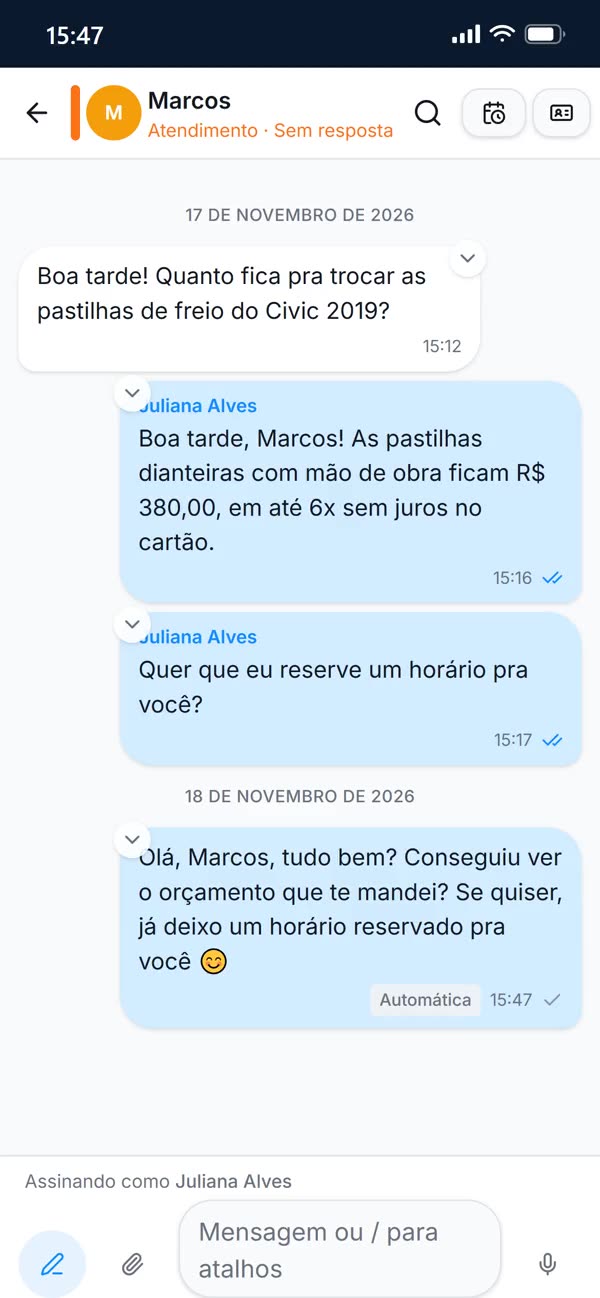 15:47
M
Marcos
Atendimento · Sem resposta
17 DE NOVEMBRO DE 2026
Boa tarde! Quanto fica pra trocar as
pastilhas de freio do Civic 2019?
15:12
Juliana Alves
Boa tarde, Marcos! As pastilhas
dianteiras com mão de obra ficam R$
380,00, em até 6x sem juros no
cartão.
15:16
Juliana Alves
Quer que eu reserve um horário pra
você?
15:17
18 DE NOVEMBRO DE 2026
Olá, Marcos, tudo bem? Conseguiu ver
o orçamento que te mandei? Se quiser,
já deixo um horário reservado pra
você 😊
Automática 15:47
Assinando como Juliana Alves
Mensagem ou / para
atalhos